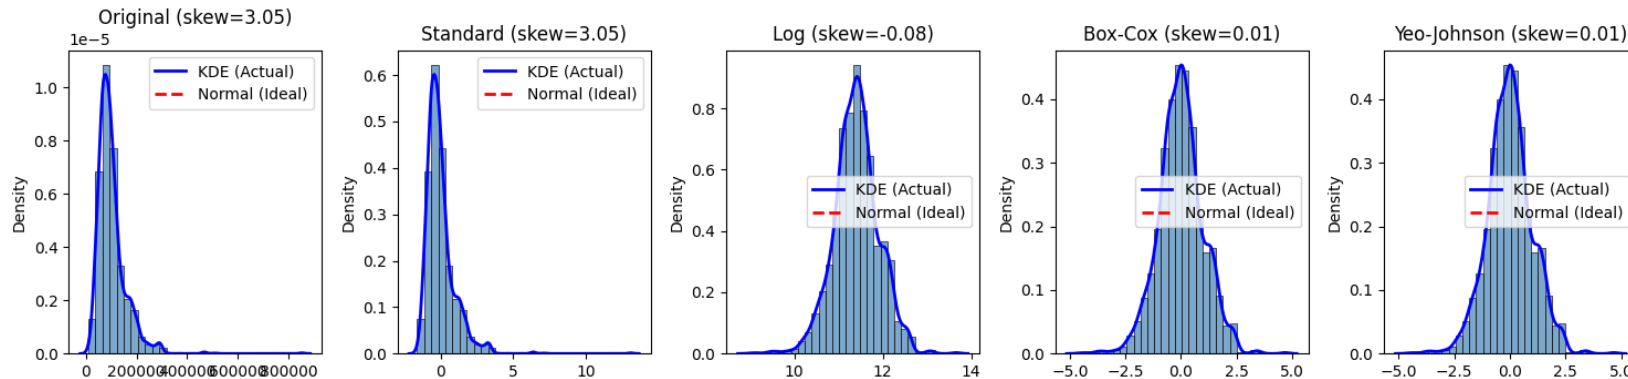 Original (skew=3.05)
1e−5
Density
1.0
0.8
0.6
0.4
0.2
0.0
KDE (Actual)
Normal (Ideal)
0 200000 400000 600000 800000
Standard (skew=3.05)
Density
0.6
0.5
0.4
0.3
0.2
0.1
0.0
KDE (Actual)
Normal (Ideal)
0 5 10
Log (skew=-0.08)
Density
0.8
0.6
0.4
0.2
0.0
KDE (Actual)
Normal (Ideal)
10 12 14
Box-Cox (skew=0.01)
Density
0.4
0.3
0.2
0.1
0.0
KDE (Actual)
Normal (Ideal)
−5.0 −2.5 0.0 2.5 5.0
Yeo-Johnson (skew=0.01)
Density
0.4
0.3
0.2
0.1
0.0
KDE (Actual)
Normal (Ideal)
−5.0 −2.5 0.0 2.5 5.